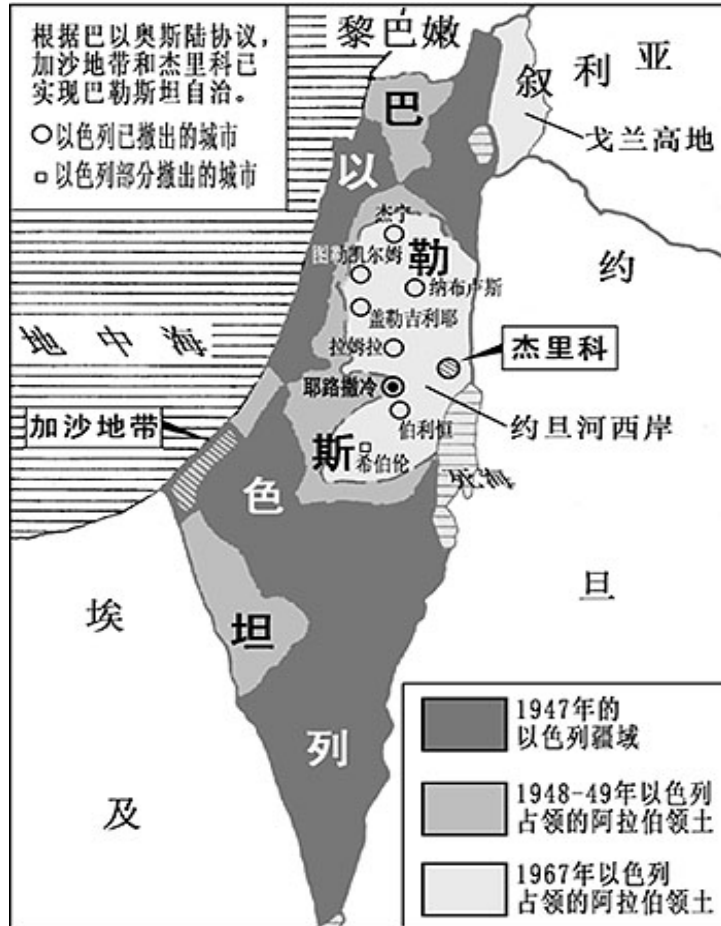 根据巴以奥斯陆协议，
加沙地带和杰里科已
实现巴勒斯坦自治。
以色列已撤出的城市
以色列部分撤出的城市
黎巴嫩
叙利亚
戈兰高地
巴
以
杰宁
勒
图勒凯尔姆
纳布卢斯
约
盖勒吉利耶
地中海
拉姆拉
杰里科
耶路撒冷
加沙地带
伯利恒
约旦河西岸
斯
希伯伦
死海
色
埃
旦
坦
列
及
1947年的
以色列疆域
1948-49年以色列
占领的阿拉伯领土
1967年以色列
占领的阿拉伯领土